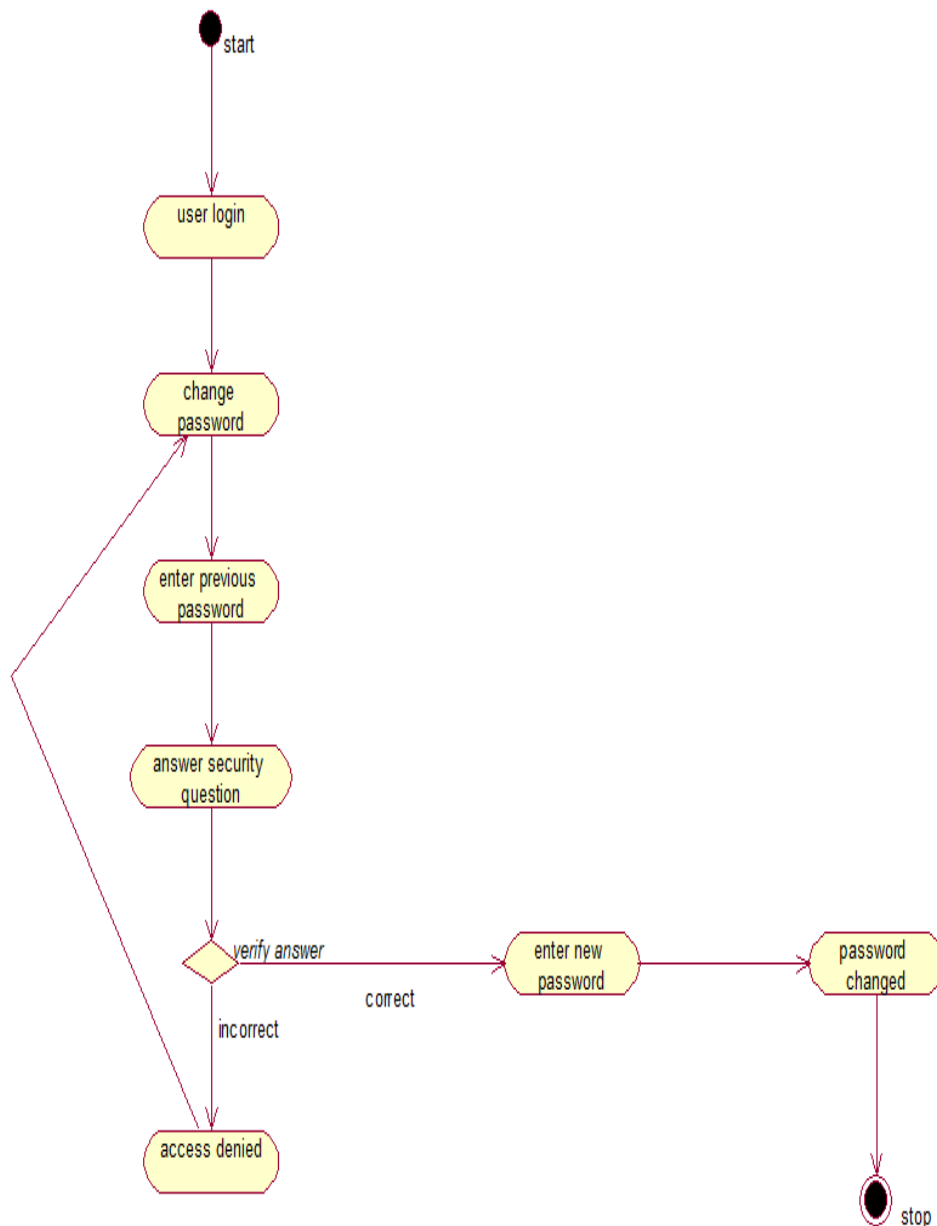 start
user login
change
password
enter previous
password
answer security
question
verify answer
correct
incorrect
enter new
password
password
changed
access denied
stop